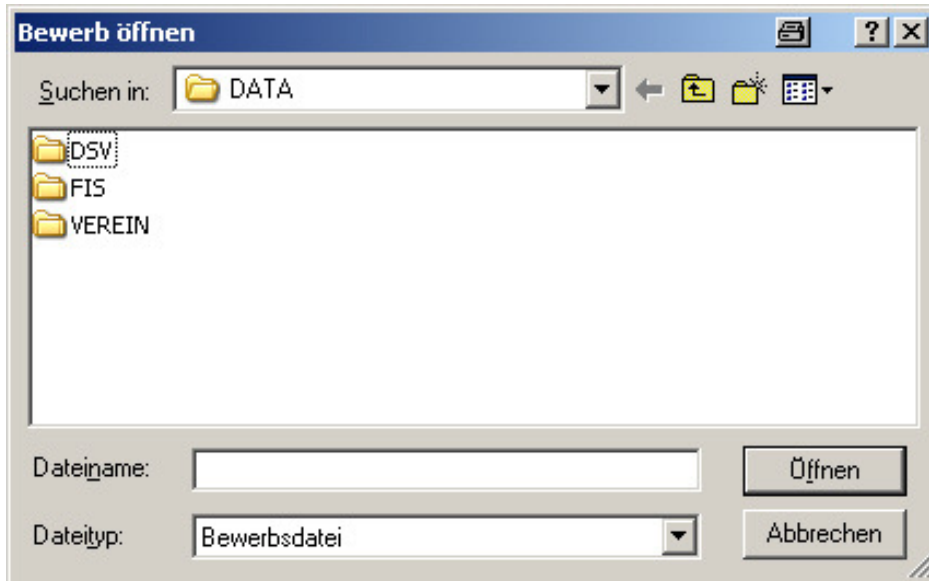 Bewerb öffnen
Suchen in: DATA
DSV
FIS
VEREIN
Dateiname: Öffnen
Dateityp: Bewerbsdatei Abbrechen